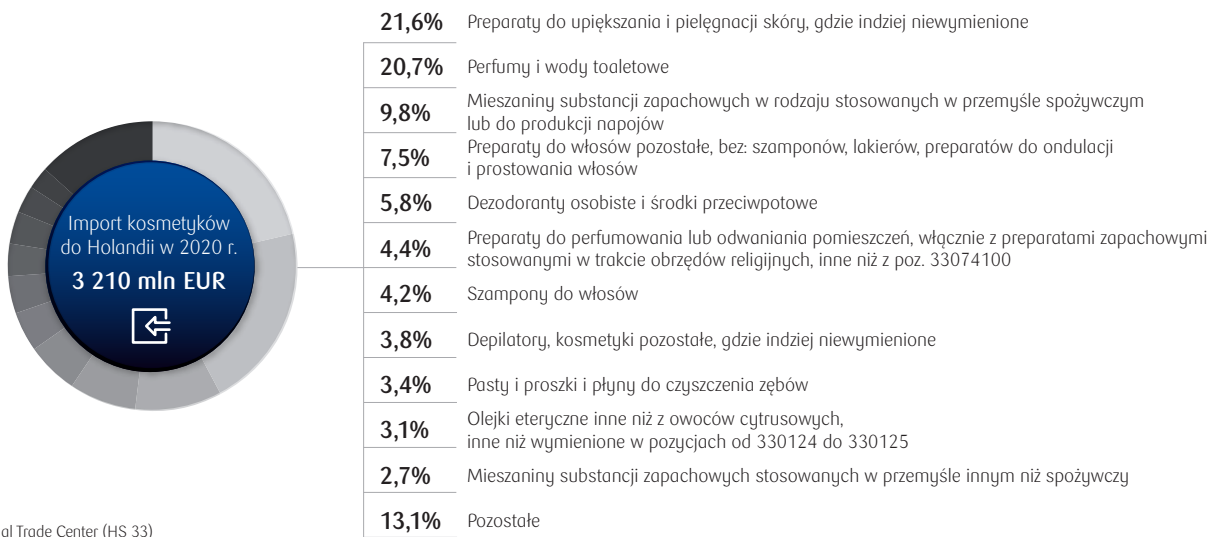 21,6% Preparaty do upiększania i pielęgnacji skóry, gdzie indziej niewymienione
20,7% Perfumy i wody toaletowe
9,8% Mieszaniny substancji zapachowych w rodzaju stosowanych w przemyśle spożywczym
lub do produkcji napojów
7,5% Preparaty do włosów pozostałe, bez: szamponów, lakierów, preparatów do ondulacji
i prostowania włosów
5,8% Dezodoranty osobiste i środki przeciwpotowe
4,4% Preparaty do perfumowania lub odwaniania pomieszczeń, włącznie z preparatami zapachowymi
stosowanymi w trakcie obrzędów religijnych, inne niż z poz. 33074100
4,2% Szampony do włosów
3,8% Depilatory, kosmetyki pozostałe, gdzie indziej niewymienione
3,4% Pasty i proszki i płyny do czyszczenia zębów
3,1% Olejki eteryczne inne niż z owoców cytrusowych,
inne niż wymienione w pozycjach od 330124 do 330125
2,7% Mieszaniny substancji zapachowych stosowanych w przemyśle innym niż spożywczy
13,1% Pozostałe
Import kosmetyków
do Holandii w 2020 r.
3 210 mln EUR
al Trade Center (HS 33)